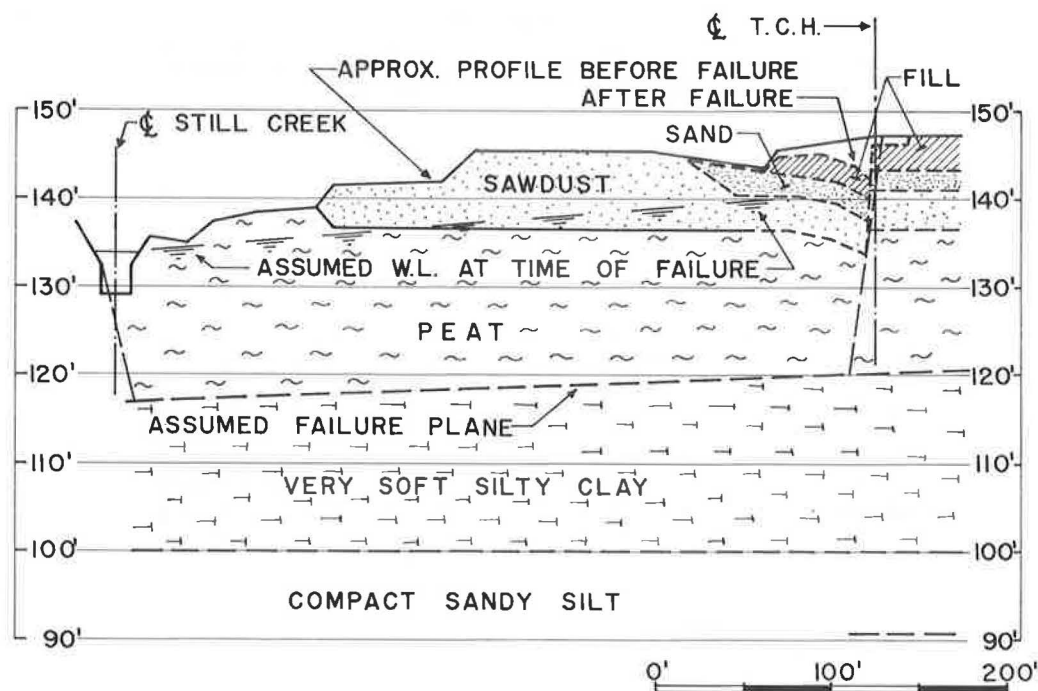 ℄ T.C.H.
APPROX. PROFILE BEFORE FAILURE
AFTER FAILURE
FILL
150'
150'
℄ STILL CREEK
SAND
SAWDUST
140'
140'
ASSUMED W.L. AT TIME OF FAILURE
130'
130'
PEAT
120'
120'
ASSUMED FAILURE PLANE
110'
110'
VERY SOFT SILTY CLAY
100'
100'
COMPACT SANDY SILT
90'
90'
0' 100' 200'